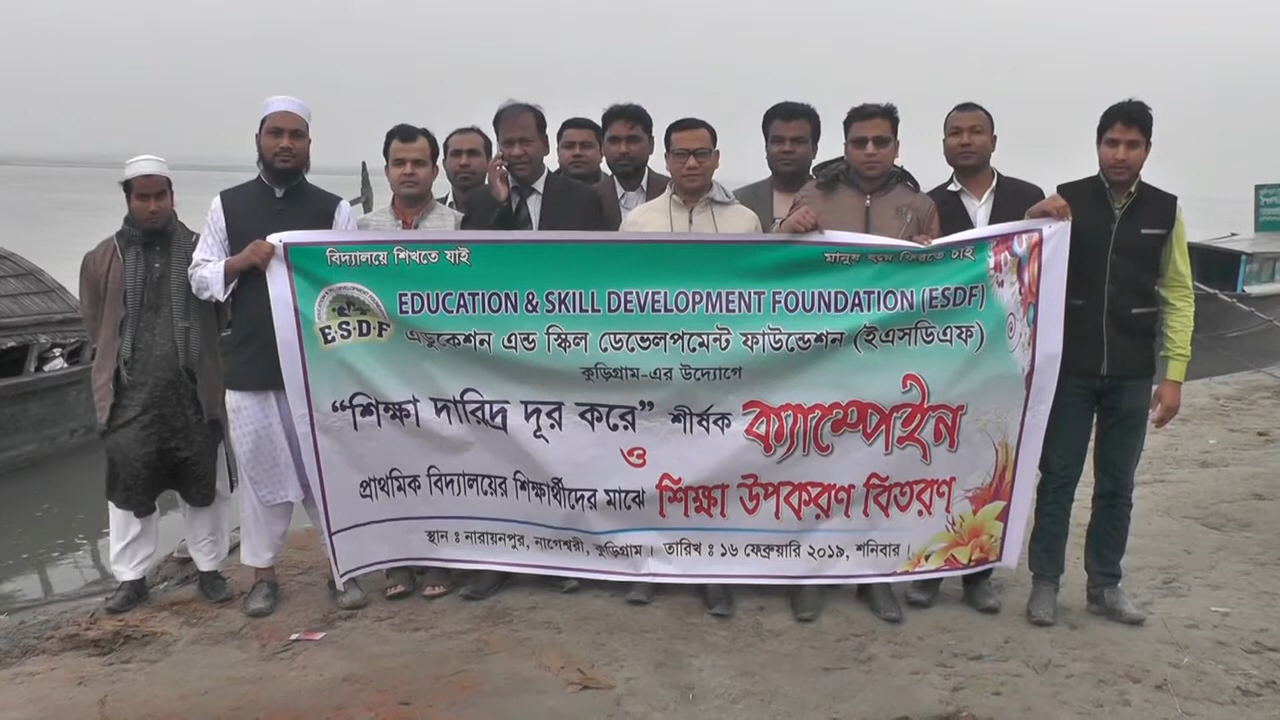 বিদ্যালয়ে শিখতে যাই
মানুষ হয়ে ফিরতে চাই
EDUCATION & SKILL DEVELOPMENT FOUNDATION (ESDF)
ESDF
এডুকেশন এন্ড স্কিল ডেভেলপমেন্ট ফাউন্ডেশন (ইএসডিএফ)
কুড়িগ্রাম-এর উদ্যোগে
“শিক্ষা দারিদ্র দূর করে” শীর্ষক ক্যাম্পেইন
ও
প্রাথমিক বিদ্যালয়ের শিক্ষার্থীদের মাঝে শিক্ষা উপকরণ বিতরণ
স্থান : নারায়নপুর, নাগেশ্বরী, কুড়িগ্রাম। তারিখ : ১৬ ফেব্রুয়ারি ২০১৯, শনিবার।